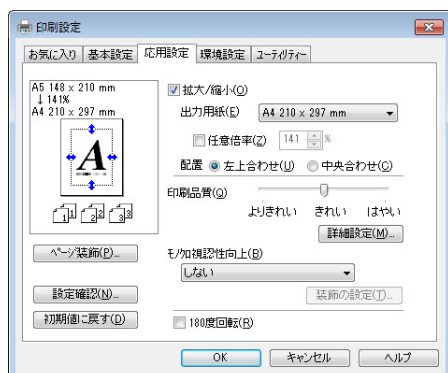 印刷設定
お気に入り 基本設定 応用設定 環境設定 ユーティリティー
A5 148 x 210 mm
↓ 141%
A4 210 x 297 mm
A
1 1 2 2 3 3
ページ装飾(P)...
設定確認(N)...
初期値に戻す(D)
拡大/縮小(O)
出力用紙(E) A4 210 x 297 mm
任意倍率(Z) 141 %
配置 左上合わせ(U) 中央合わせ(C)
印刷品質(Q)
よりきれい きれい はやい
詳細設定(M)...
モノクロ視認性向上(B)
しない
装飾の設定(T)...
180度回転(R)
OK キャンセル ヘルプ